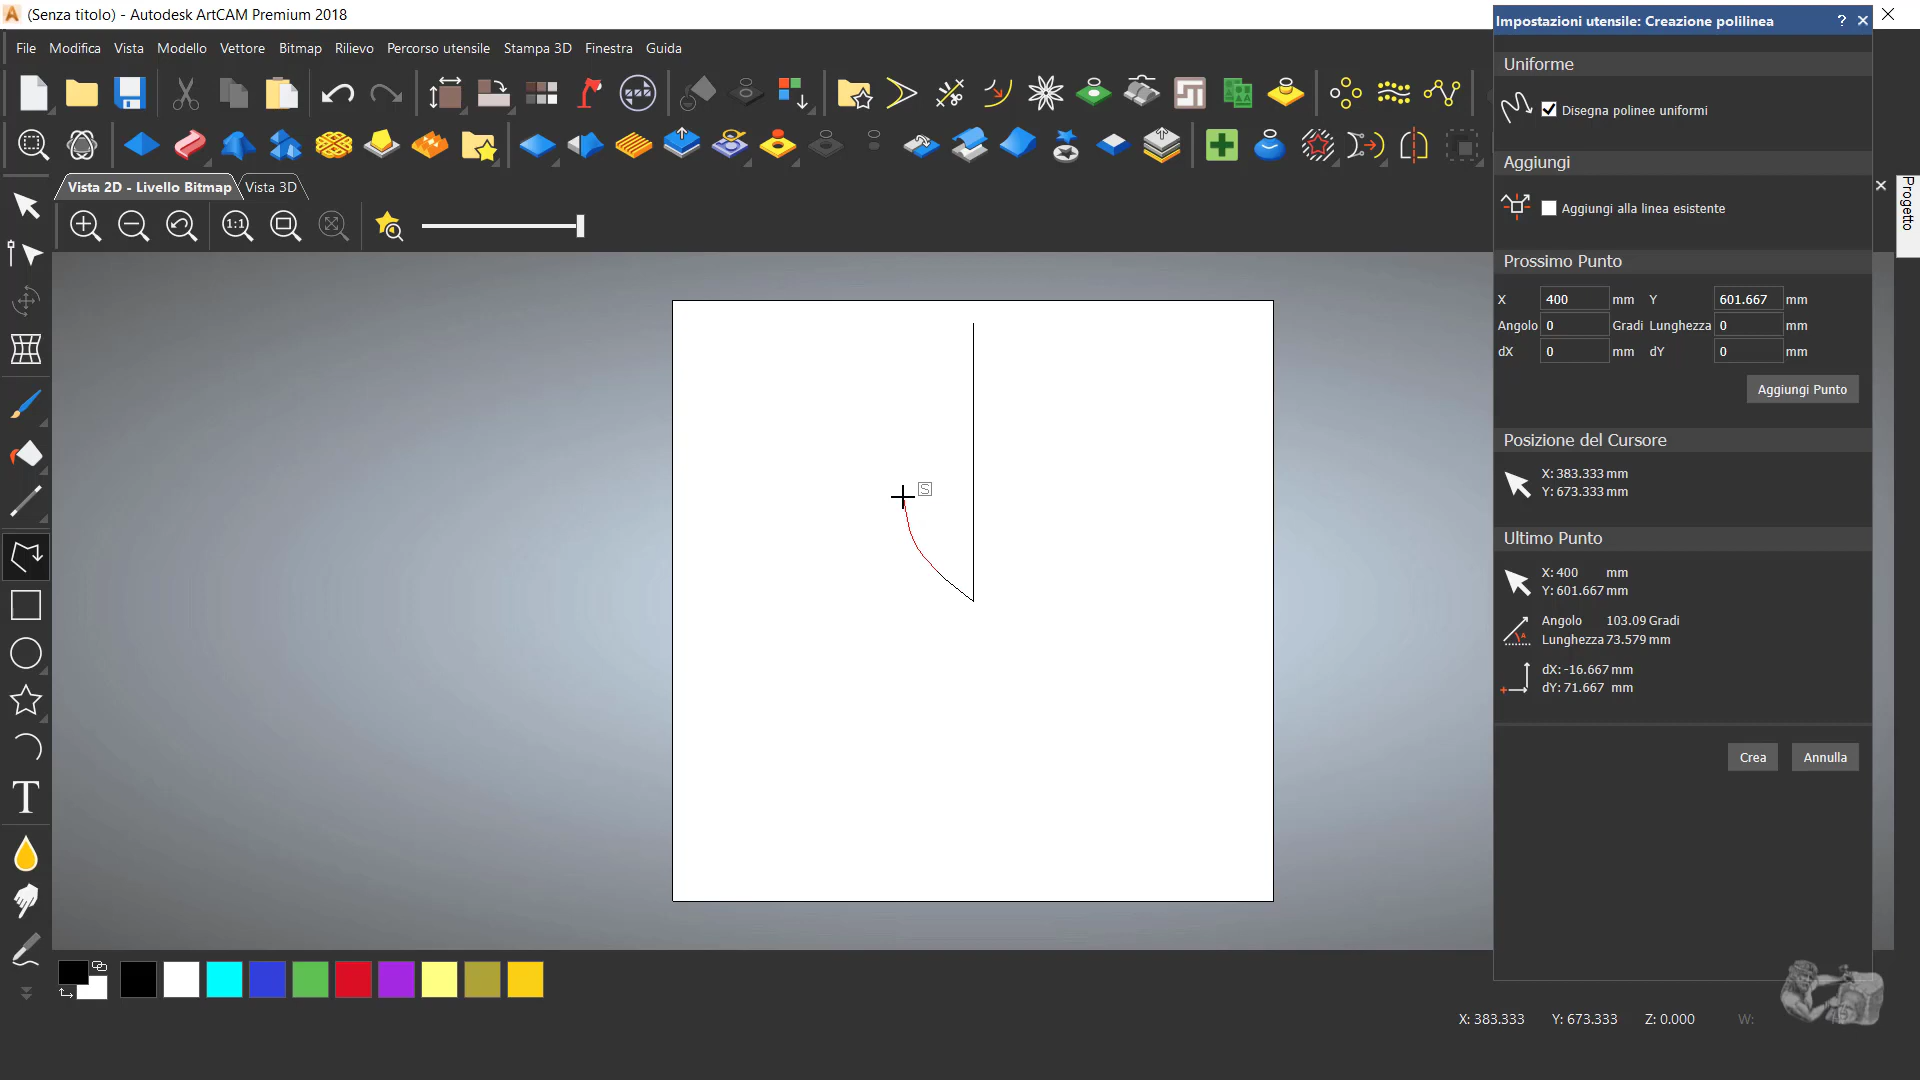 (Senza titolo) - Autodesk ArtCAM Premium 2018
File Modifica Vista Modello Vettore Bitmap Rilievo Percorso utensile Stampa 3D Finestra Guida
Vista 2D - Livello Bitmap Vista 3D
1:1
S
Impostazioni utensile: Creazione polilinea ?
Uniforme
Disegna polinee uniformi
Aggiungi
Aggiungi alla linea esistente
Prossimo Punto
X 400 mm Y 601.667 mm
Angolo 0 Gradi Lunghezza 0 mm
dX 0 mm dY 0 mm
Aggiungi Punto
Posizione del Cursore
X: 383.333 mm
Y: 673.333 mm
Ultimo Punto
X: 400 mm
Y: 601.667 mm
Angolo 103.09 Gradi
Lunghezza 73.579 mm
dX: -16.667 mm
dY: 71.667 mm
Crea Annulla
Progetto
T
X: 383.333 Y: 673.333 Z: 0.000 W: